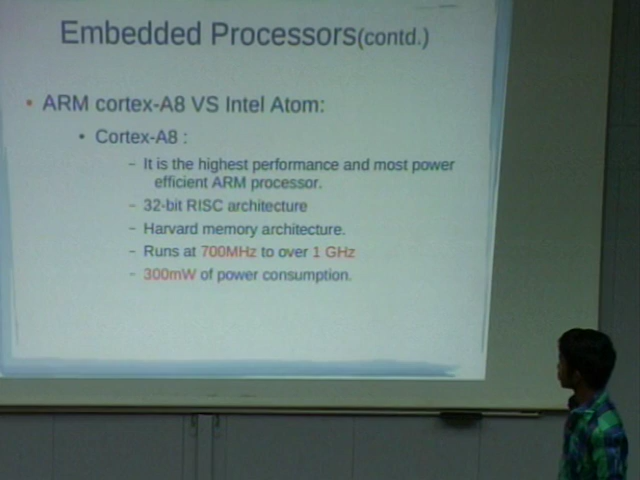 Embedded Processors(contd.)
• ARM cortex-A8 VS Intel Atom:
• Cortex-A8 :
– It is the highest performance and most power
efficient ARM processor.
– 32-bit RISC architecture
– Harvard memory architecture.
– Runs at 700MHz to over 1 GHz
– 300mW of power consumption.